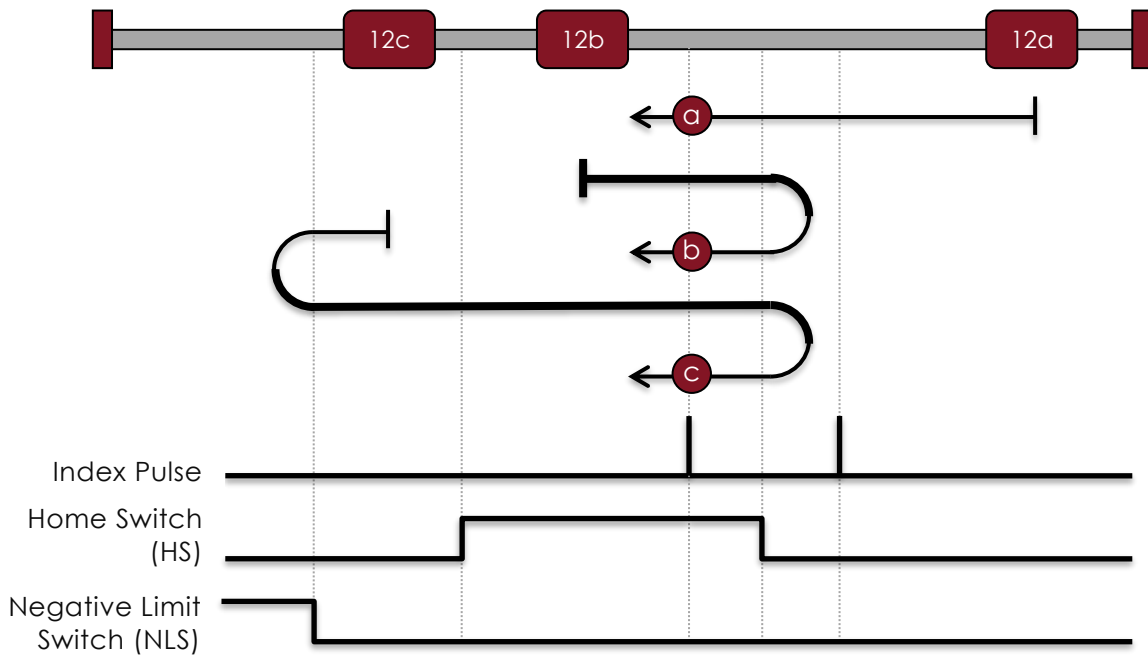 12c
12b
12a
a
b
c
Index Pulse
Home Switch
(HS)
Negative Limit
Switch (NLS)